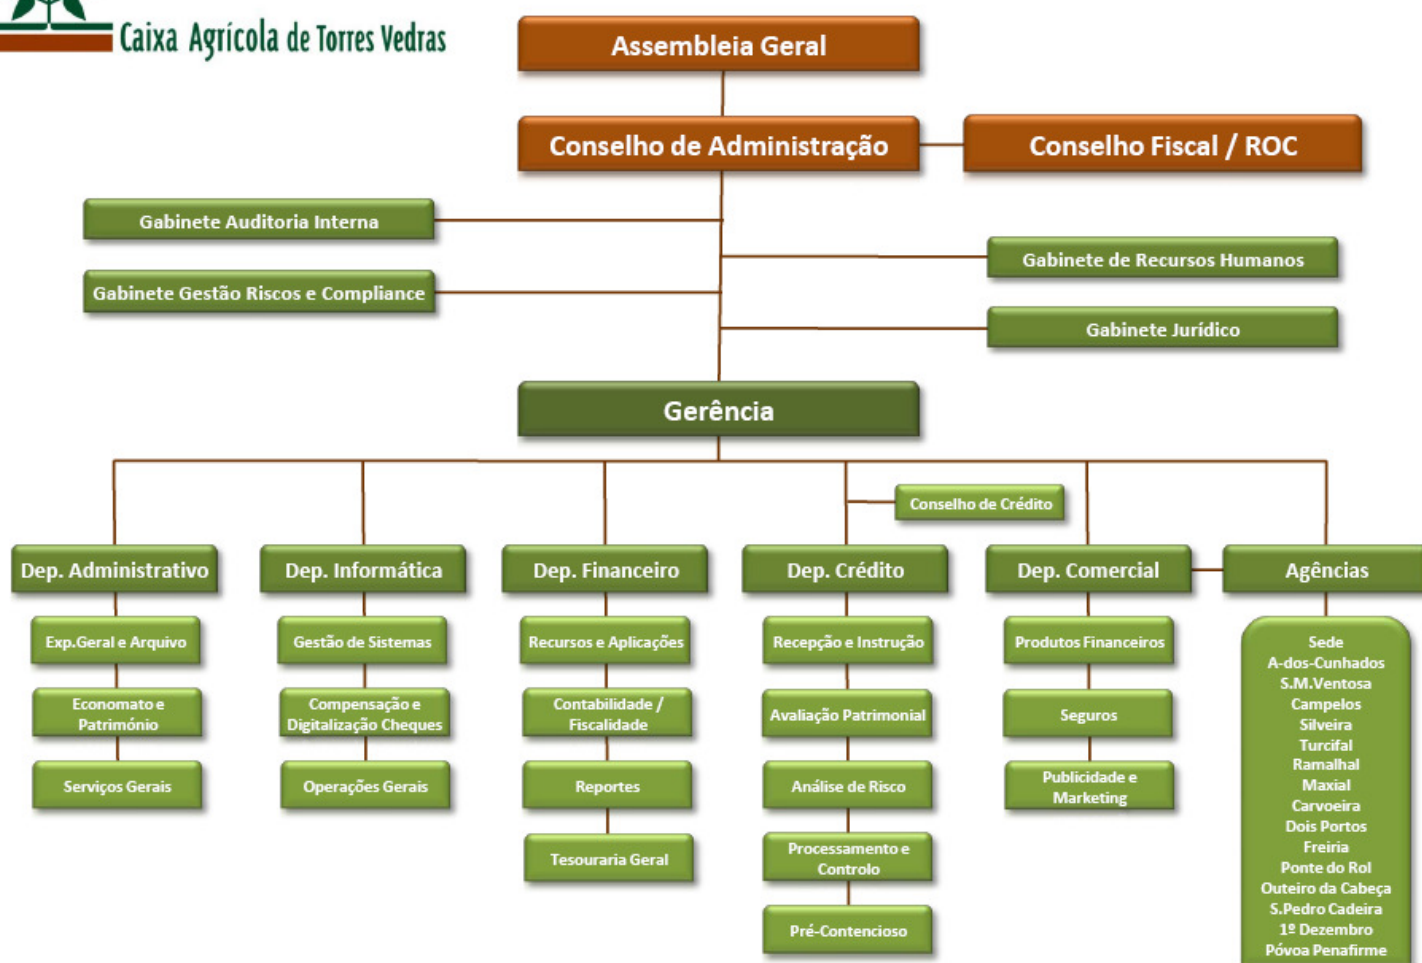 Caixa Agrícola de Torres Vedras
Assembleia Geral
Conselho de Administração
Conselho Fiscal / ROC
Gabinete Auditoria Interna
Gabinete de Recursos Humanos
Gabinete Gestão Riscos e Compliance
Gabinete Jurídico
Gerência
Conselho de Crédito
Dep. Administrativo
Dep. Informática
Dep. Financeiro
Dep. Crédito
Dep. Comercial
Agências
Exp.Geral e Arquivo
Economato e
Património
Serviços Gerais
Gestão de Sistemas
Compensação e
Digitalização Cheques
Operações Gerais
Recursos e Aplicações
Contabilidade /
Fiscalidade
Reportes
Tesouraria Geral
Recepção e Instrução
Avaliação Patrimonial
Análise de Risco
Processamento e
Controlo
Pré-Contencioso
Produtos Financeiros
Seguros
Publicidade e
Marketing
Sede
A-dos-Cunhados
S.M.Ventosa
Campelos
Silveira
Turcifal
Ramalhal
Maxial
Carvoeira
Dois Portos
Freiria
Ponte do Rol
Outeiro da Cabeça
S.Pedro Cadeira
1º Dezembro
Póvoa Penafirme